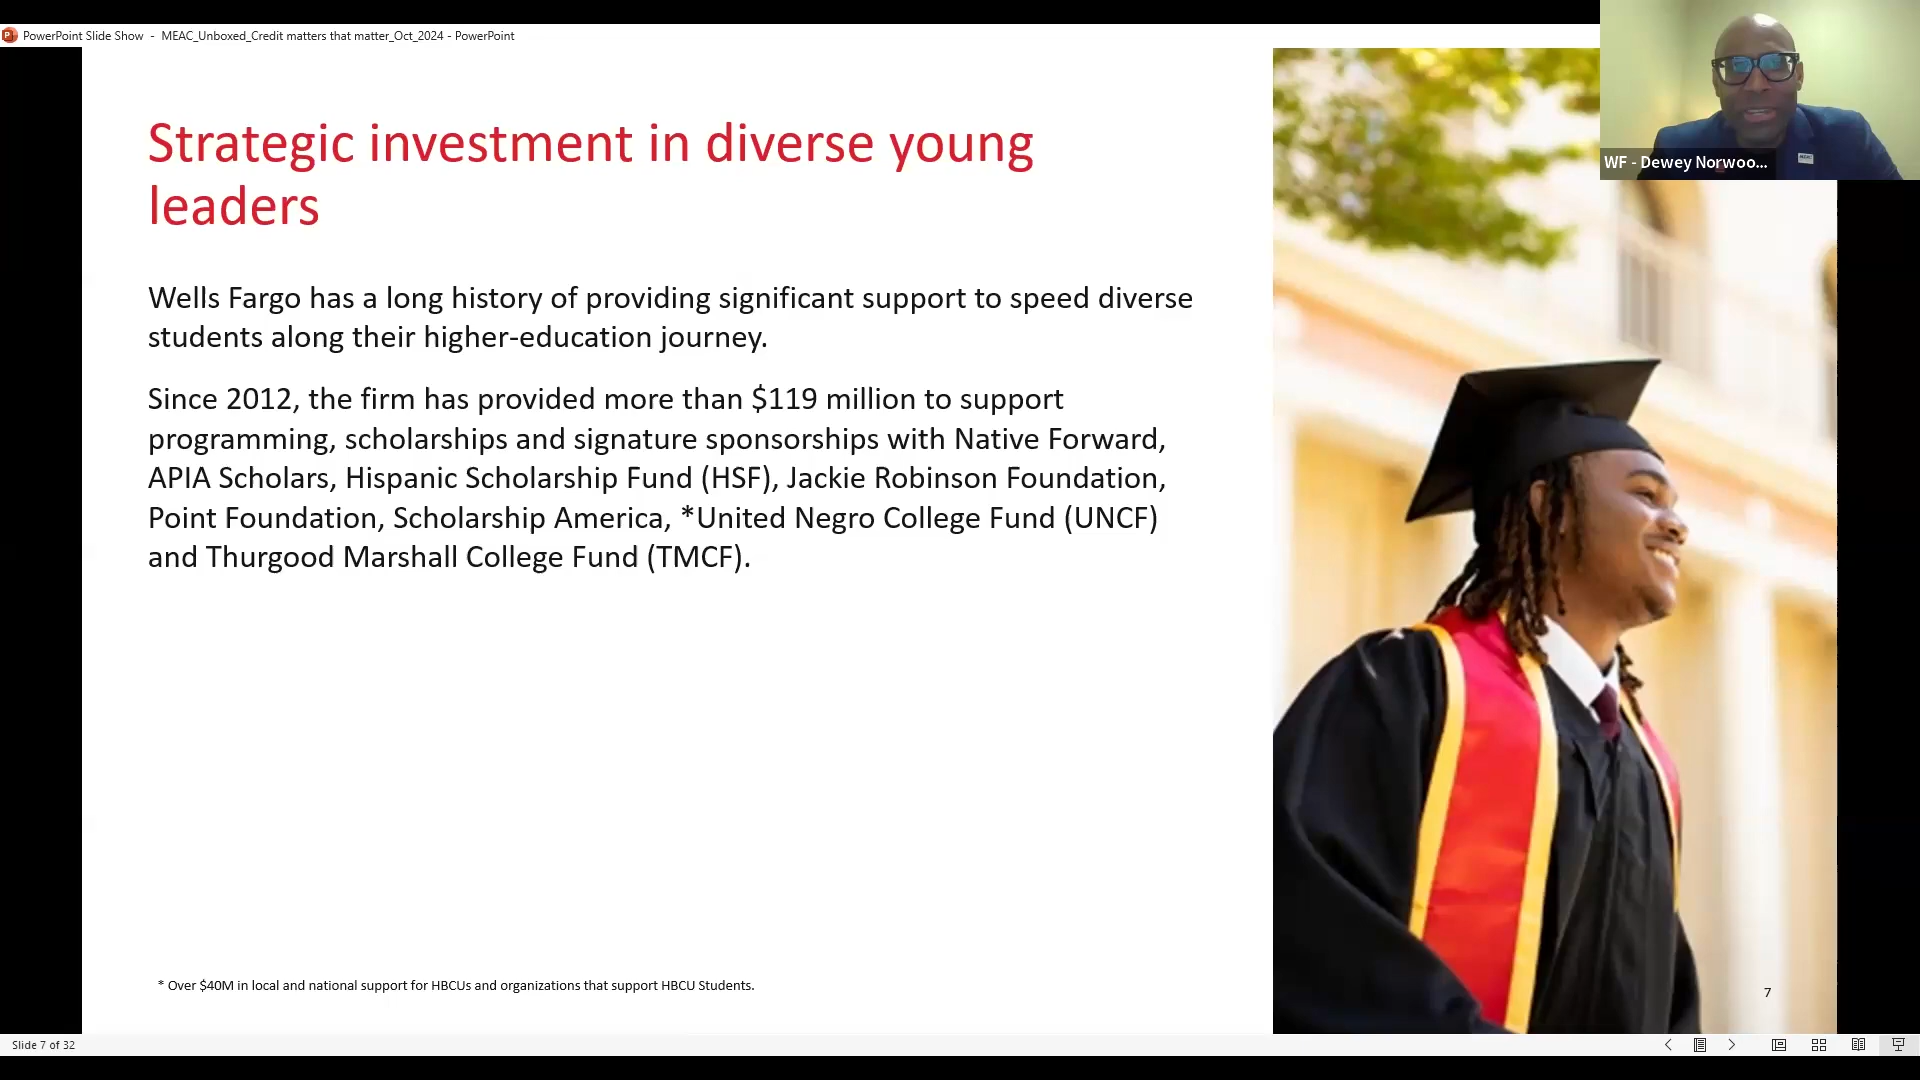 PowerPoint Slide Show - MEAC_Unboxed_Credit matters that matter_Oct_2024 - PowerPoint
WF - Dewey Norwoo...
Strategic investment in diverse young
leaders
Wells Fargo has a long history of providing significant support to speed diverse
students along their higher-education journey.
Since 2012, the firm has provided more than $119 million to support
programming, scholarships and signature sponsorships with Native Forward,
APIA Scholars, Hispanic Scholarship Fund (HSF), Jackie Robinson Foundation,
Point Foundation, Scholarship America, *United Negro College Fund (UNCF)
and Thurgood Marshall College Fund (TMCF).
* Over $40M in local and national support for HBCUs and organizations that support HBCU Students.
7
Slide 7 of 32